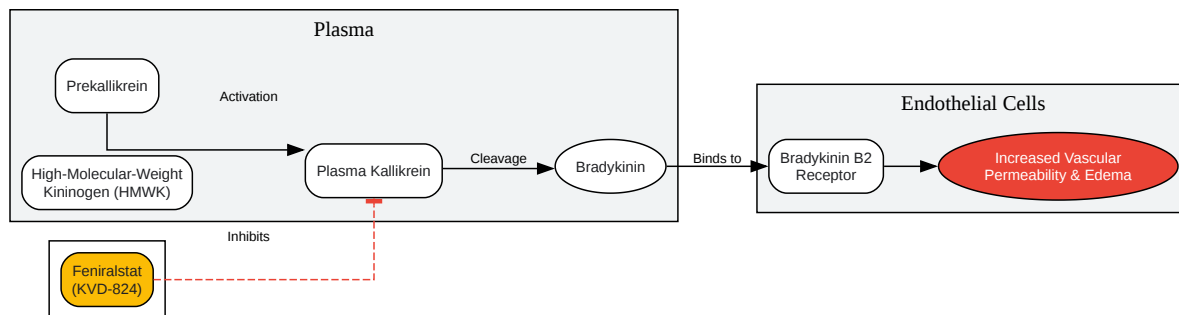 Plasma
Prekallikrein
Activation
High-Molecular-Weight
Kininogen (HMWK)
Plasma Kallikrein
Cleavage
Bradykinin
Binds to
Endothelial Cells
Bradykinin B2
Receptor
Increased Vascular
Permeability & Edema
Inhibits
Feniralstat
(KVD-824)